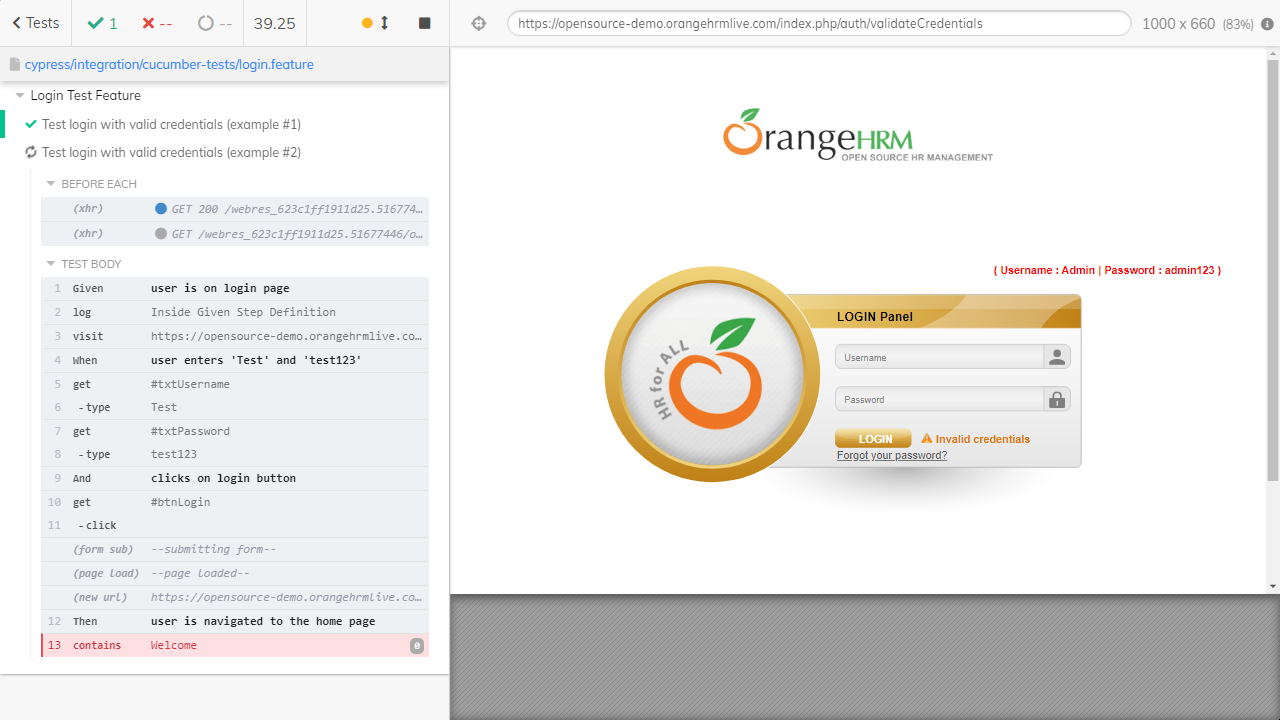 Tests
1
--
--
39.25
https://opensource-demo.orangehrmlive.com/index.php/auth/validateCredentials
1000 x 660 (83%)
cypress/integration/cucumber-tests/login.feature
Login Test Feature
Test login with valid credentials (example #1)
Test login with valid credentials (example #2)
BEFORE EACH
(xhr) GET 200 /webres_623c1ff1911d25.516774…
(xhr) GET /webres_623c1ff1911d25.51677446/o…
TEST BODY
1 Given user is on login page
2 log Inside Given Step Definition
3 visit https://opensource-demo.orangehrmlive.co…
4 When user enters 'Test' and 'test123'
5 get #txtUsername
6 -type Test
7 get #txtPassword
8 -type test123
9 And clicks on login button
10 get #btnLogin
11 -click
(form sub) --submitting form--
(page load) --page loaded--
(new url) https://opensource-demo.orangehrmlive.co…
12 Then user is navigated to the home page
13 contains Welcome 0
OrangeHRM
OPEN SOURCE HR MANAGEMENT
( Username : Admin | Password : admin123 )
HR for ALL
LOGIN Panel
Username
Password
LOGIN Invalid credentials
Forgot your password?